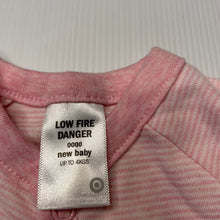 LOW FIRE
DANGER
0000
new baby
UP TO 4KGS